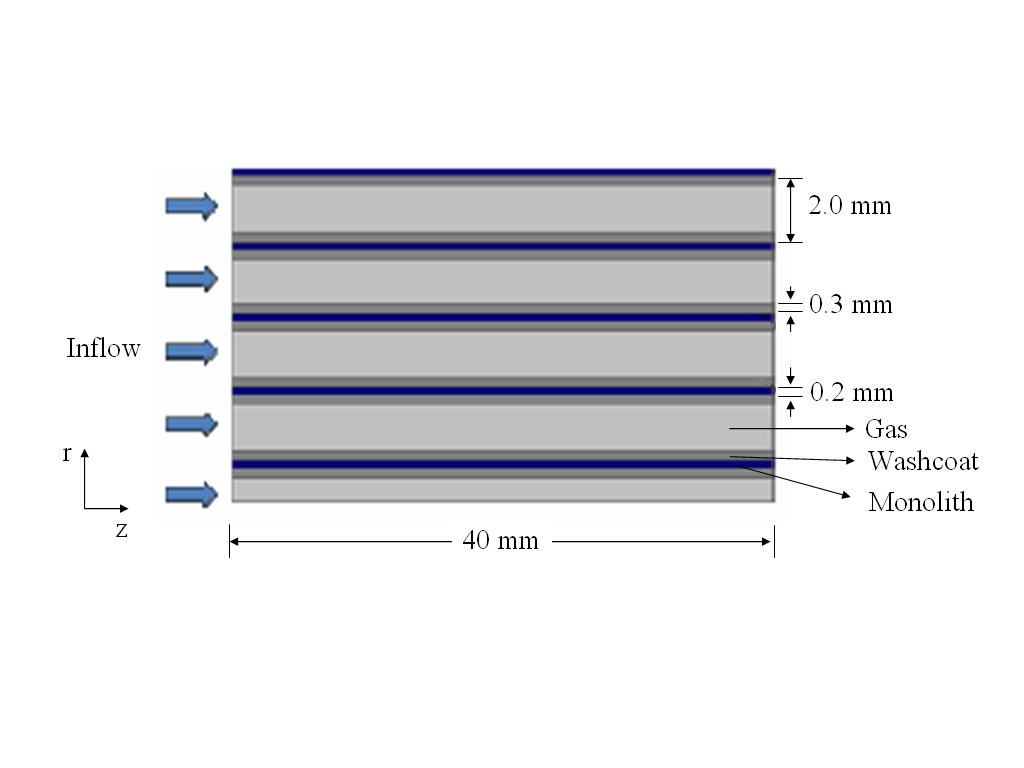 2.0 mm
0.3 mm
Inflow
0.2 mm
Gas
r
Washcoat
Monolith
z
40 mm